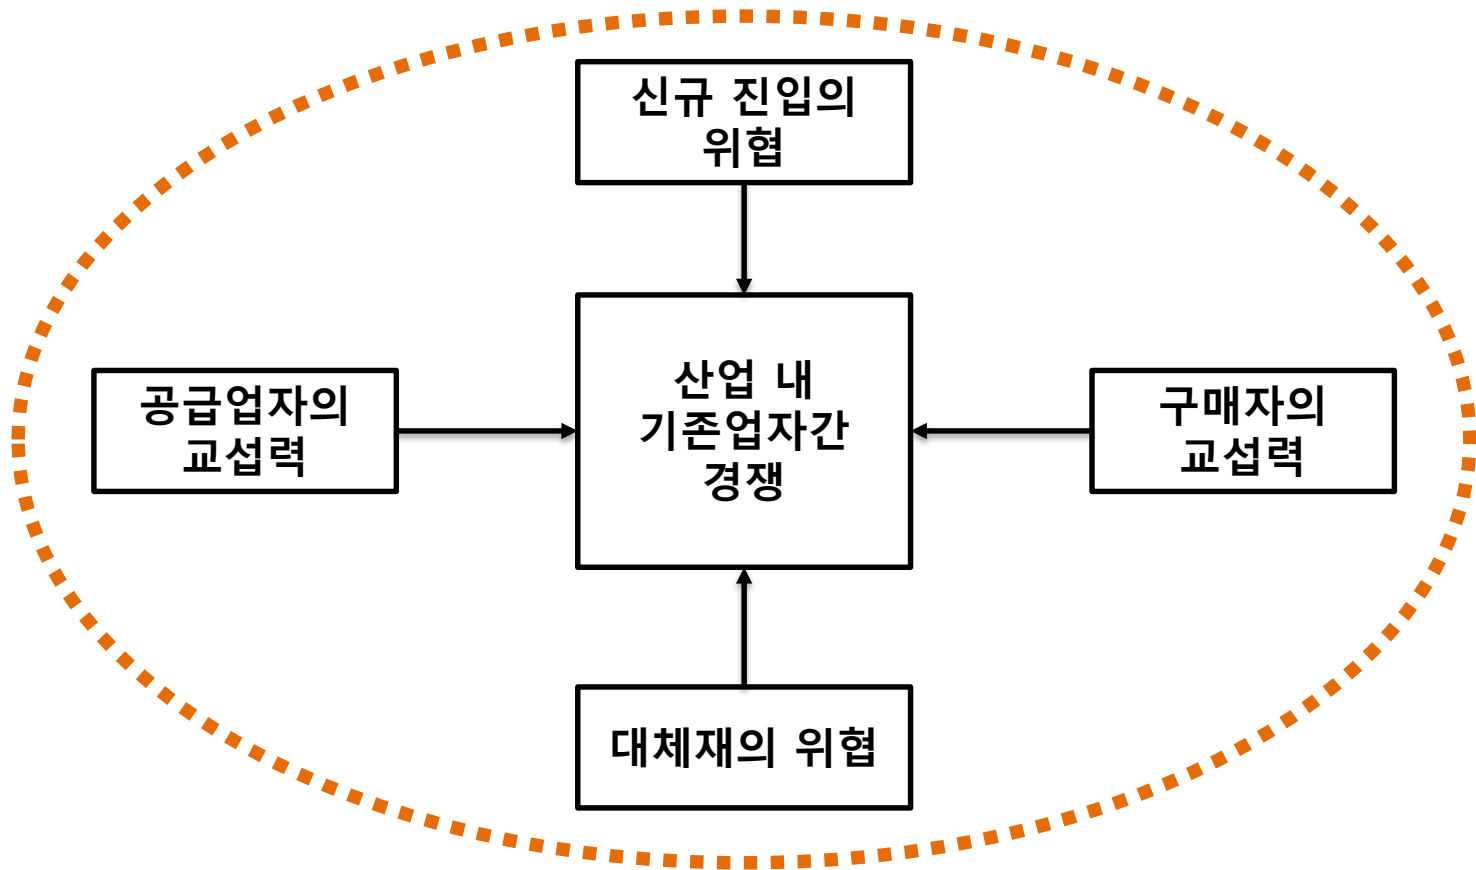 신규 진입의
위협
공급업자의
교섭력
산업 내
기존업자간
경쟁
구매자의
교섭력
대체재의 위협